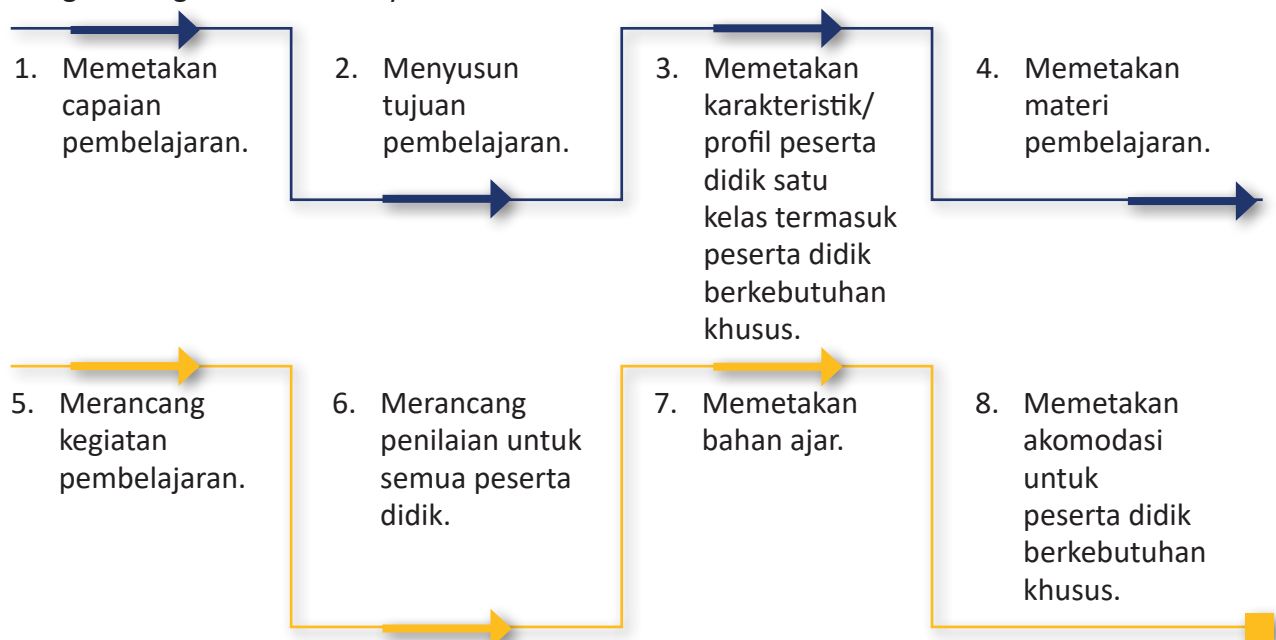 1. Memetakan
capaian
pembelajaran.
2. Menyusun
tujuan
pembelajaran.
3. Memetakan
karakteristik/
profil peserta
didik satu
kelas termasuk
peserta didik
berkebutuhan
khusus.
4. Memetakan
materi
pembelajaran.
5. Merancang
kegiatan
pembelajaran.
6. Merancang
penilaian untuk
semua peserta
didik.
7. Memetakan
bahan ajar.
8. Memetakan
akomodasi
untuk
peserta didik
berkebutuhan
khusus.